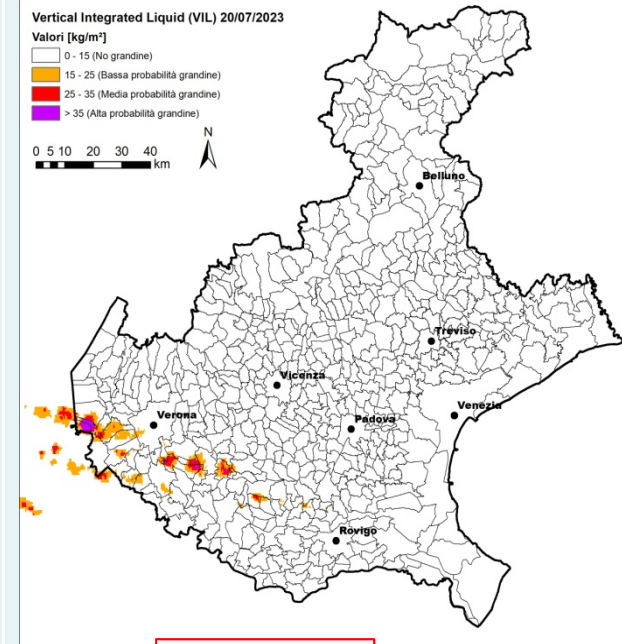 Vertical Integrated Liquid (VIL) 20/07/2023
Valori [kg/m²]
0 - 15 (No grandine)
15 - 25 (Bassa probabilità grandine)
25 - 35 (Media probabilità grandine)
> 35 (Alta probabilità grandine)
N
0 5 10 20 30 40
km
Belluno
Treviso
Vicenza
Venezia
Verona
Padova
Rovigo